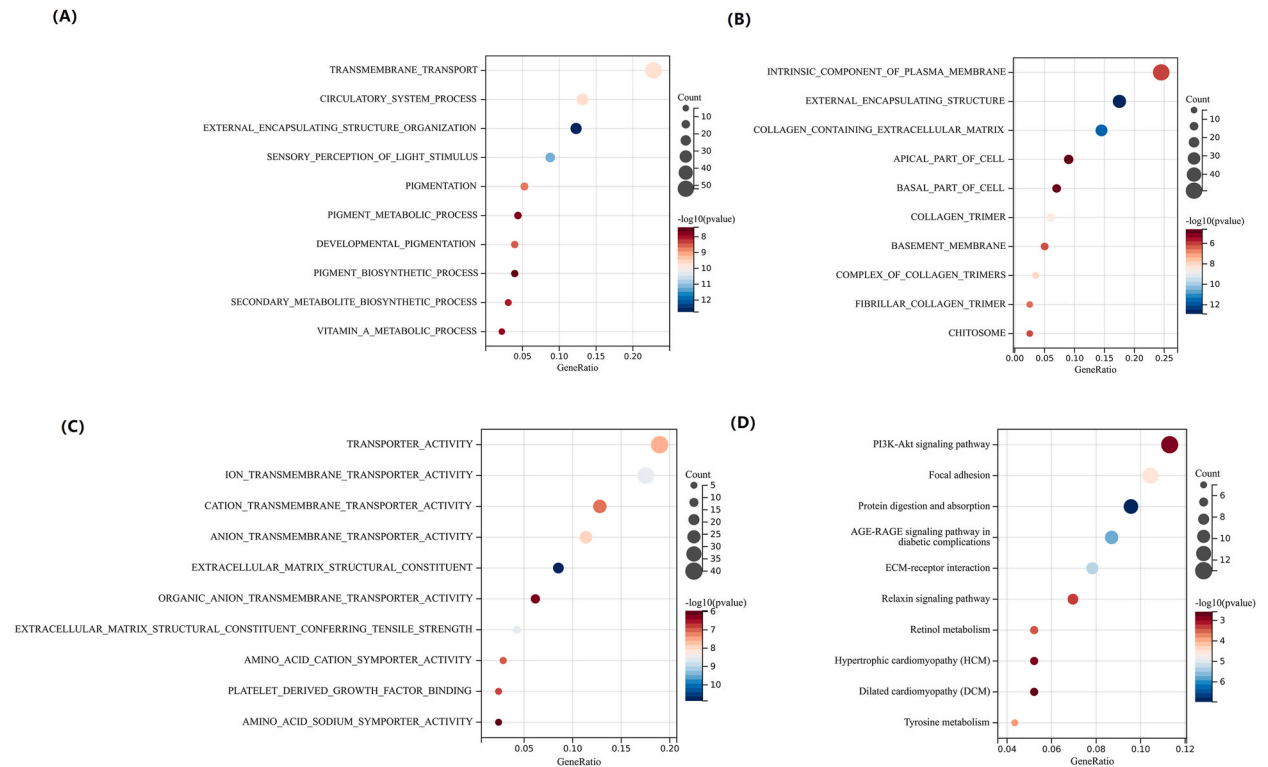 (A)
TRANSMEMBRANE_TRANSPORT
CIRCULATORY_SYSTEM_PROCESS
EXTERNAL_ENCAPSULATING_STRUCTURE_ORGANIZATION
SENSORY_PERCEPTION_OF_LIGHT_STIMULUS
PIGMENTATION
PIGMENT_METABOLIC_PROCESS
DEVELOPMENTAL_PIGMENTATION
PIGMENT_BIOSYNTHETIC_PROCESS
SECONDARY_METABOLITE_BIOSYNTHETIC_PROCESS
VITAMIN_A_METABOLIC_PROCESS
0.05 0.10 0.15 0.20
GeneRatio
Count
10
20
30
40
50
-log10(pvalue)
8
9
10
11
12
(B)
INTRINSIC_COMPONENT_OF_PLASMA_MEMBRANE
EXTERNAL_ENCAPSULATING_STRUCTURE
COLLAGEN_CONTAINING_EXTRACELLULAR_MATRIX
APICAL_PART_OF_CELL
BASAL_PART_OF_CELL
COLLAGEN_TRIMER
BASEMENT_MEMBRANE
COMPLEX_OF_COLLAGEN_TRIMERS
FIBRILLAR_COLLAGEN_TRIMER
CHITOSOME
0.00 0.05 0.10 0.15 0.20 0.25
GeneRatio
Count
10
20
30
40
-log10(pvalue)
6
8
10
12
(C)
TRANSPORTER_ACTIVITY
ION_TRANSMEMBRANE_TRANSPORTER_ACTIVITY
CATION_TRANSMEMBRANE_TRANSPORTER_ACTIVITY
ANION_TRANSMEMBRANE_TRANSPORTER_ACTIVITY
EXTRACELLULAR_MATRIX_STRUCTURAL_CONSTITUENT
ORGANIC_ANION_TRANSMEMBRANE_TRANSPORTER_ACTIVITY
EXTRACELLULAR_MATRIX_STRUCTURAL_CONSTITUENT_CONFERRING_TENSILE_STRENGTH
AMINO_ACID_CATION_SYMPORTER_ACTIVITY
PLATELET_DERIVED_GROWTH_FACTOR_BINDING
AMINO_ACID_SODIUM_SYMPORTER_ACTIVITY
0.05 0.10 0.15 0.20
GeneRatio
Count
5
10
15
20
25
30
35
40
-log10(pvalue)
6
7
8
9
10
(D)
PI3K-Akt signaling pathway
Focal adhesion
Protein digestion and absorption
AGE-RAGE signaling pathway in
diabetic complications
ECM-receptor interaction
Relaxin signaling pathway
Retinol metabolism
Hypertrophic cardiomyopathy (HCM)
Dilated cardiomyopathy (DCM)
Tyrosine metabolism
0.04 0.06 0.08 0.10 0.12
GeneRatio
Count
6
8
10
12
-log10(pvalue)
3
4
5
6